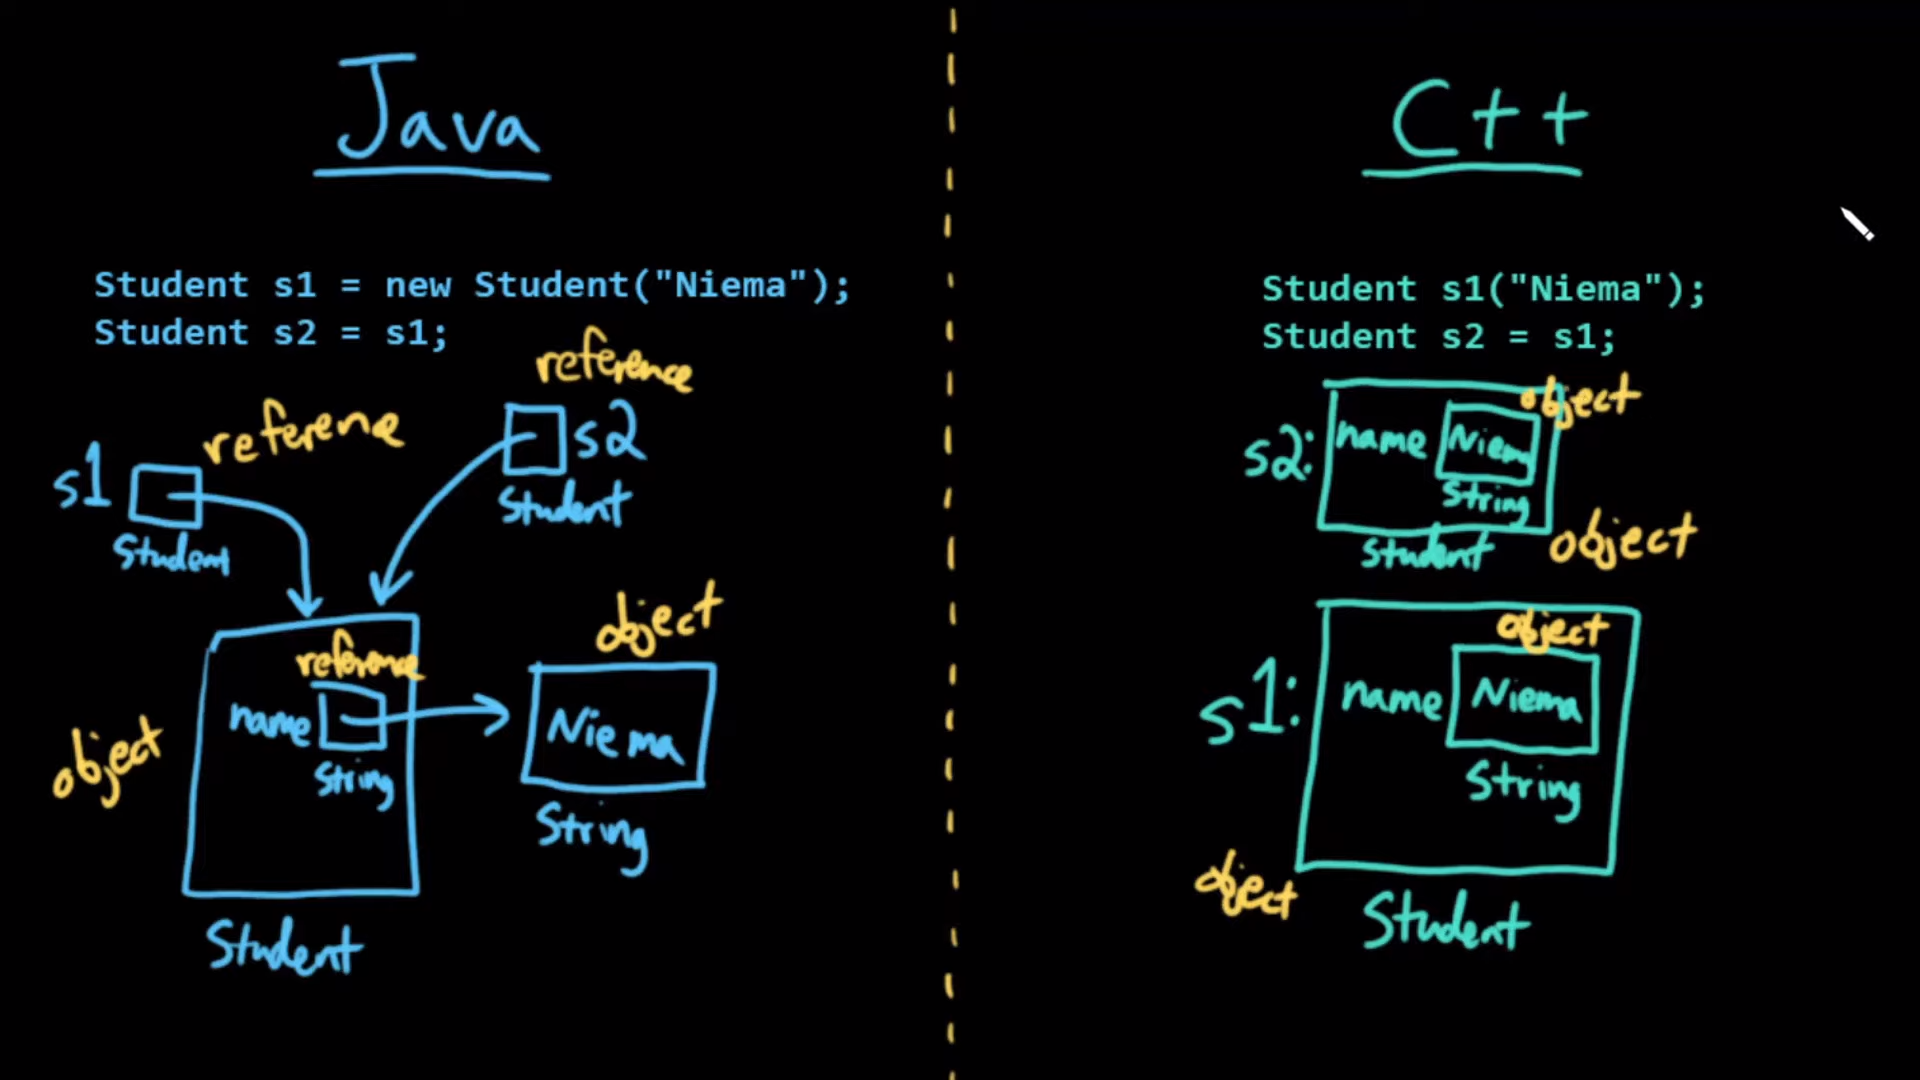 Java
Student s1 = new Student("Niema");
Student s2 = s1;
reference
reference
s1
s2
Student
Student
object
reference
name
String
object
Niema
String
Student
C++
Student s1("Niema");
Student s2 = s1;
object
s2:
name
Niema
String
Student
object
object
s1:
name
Niema
String
object
Student